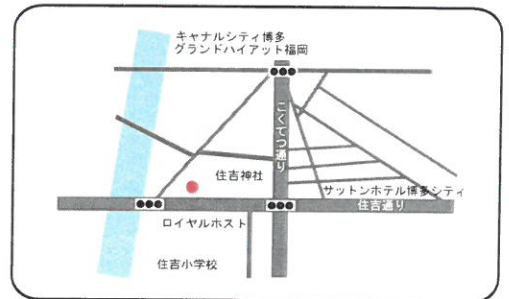 キャナルシティ博多
グランドハイアット福岡
こくてつ通り
住吉神社
サットンホテル博多シティ
住吉通り
ロイヤルホスト
住吉小学校